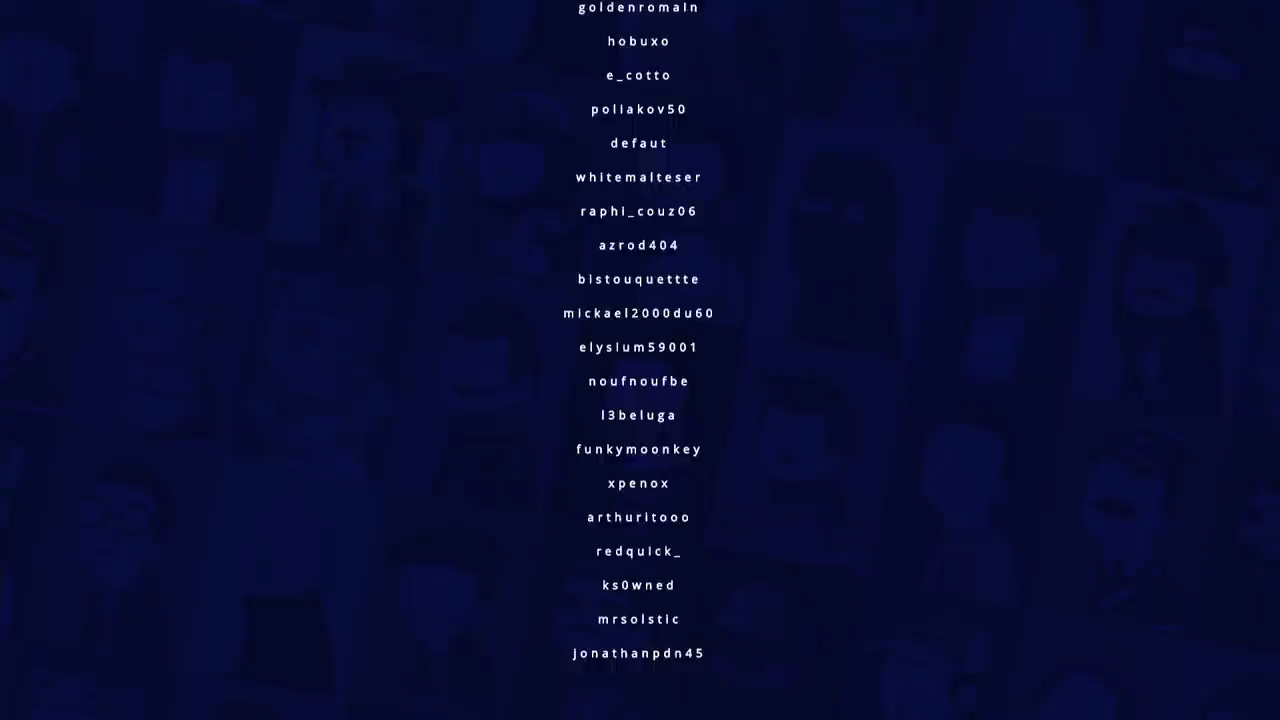 goldenromain
hobuxo
e_cotto
poliakov50
defaut
whitemalteser
raphi_couz06
azrod404
bistouquettte
mickael2000du60
elysium59001
noufnoufbe
l3beluga
funkymoonkey
xpenox
arthuritooo
redquick_
ks0wned
mrsolstic
jonathanpdn45